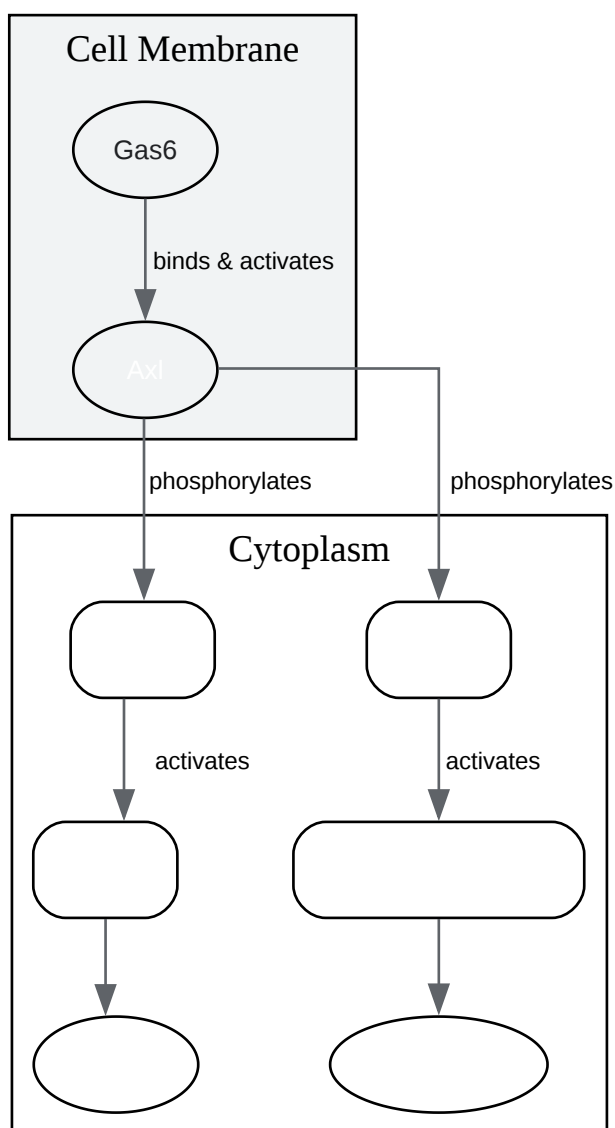 Cell Membrane
Gas6
binds & activates
Axl
phosphorylates
phosphorylates
Cytoplasm
activates
activates